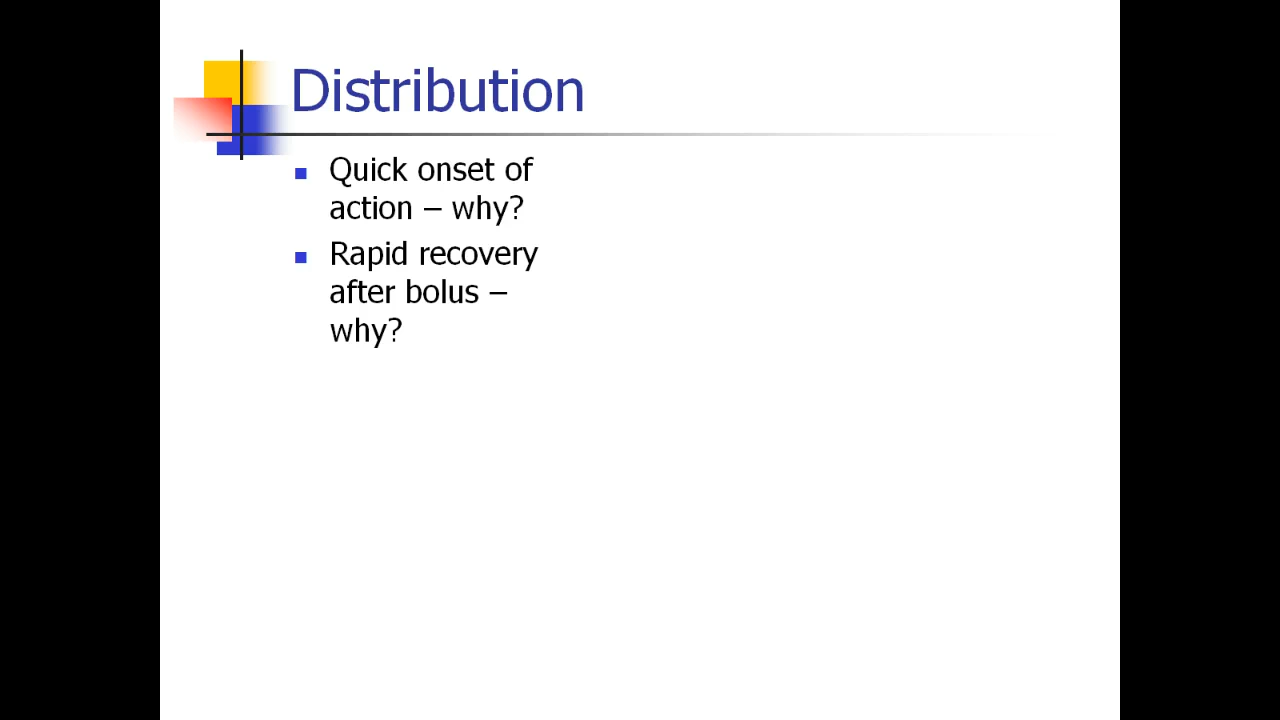 Distribution
Quick onset of
action – why?
Rapid recovery
after bolus –
why?